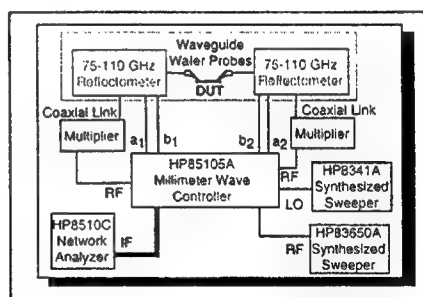 Waveguide
Wafer Probes
75-110 GHz
Reflectometer
75-110 GHz
Reflectometer
DUT
Coaxial Link
Coaxial Link
Multiplier
a1
b1
b2
a2
Multiplier
HP85105A
Millimeter Wave
Controller
RF
RF
HP8341A
Synthesized
Sweeper
LO
HP8510C
Network
Analyzer
IF
HP83650A
Synthesized
Sweeper
RF